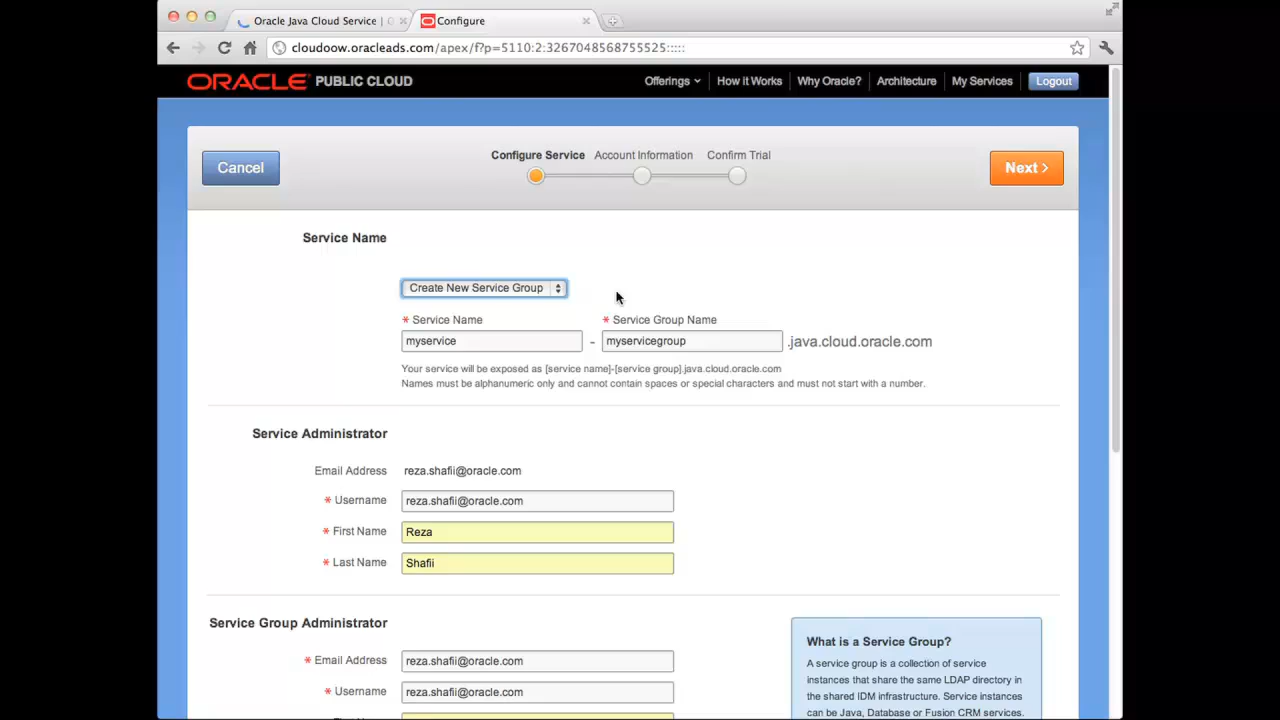 Oracle Java Cloud Service |
Configure
cloudoow.oracleads.com/apex/f?p=5110:2:3267048568755525:::::
ORACLE PUBLIC CLOUD
Offerings
How it Works
Why Oracle?
Architecture
My Services
Logout
Cancel
Configure Service
Account Information
Confirm Trial
Next >
Service Name
Create New Service Group
* Service Name
* Service Group Name
myservice
-
myservicegroup
.java.cloud.oracle.com
Your service will be exposed as [service name]-[service group].java.cloud.oracle.com
Names must be alphanumeric only and cannot contain spaces or special characters and must not start with a number.
Service Administrator
Email Address
reza.shafii@oracle.com
* Username
reza.shafii@oracle.com
* First Name
Reza
* Last Name
Shafii
Service Group Administrator
* Email Address
reza.shafii@oracle.com
* Username
reza.shafii@oracle.com
What is a Service Group?
A service group is a collection of service
instances that share the same LDAP directory in
the shared IDM infrastructure. Service instances
can be Java, Database or Fusion CRM services.